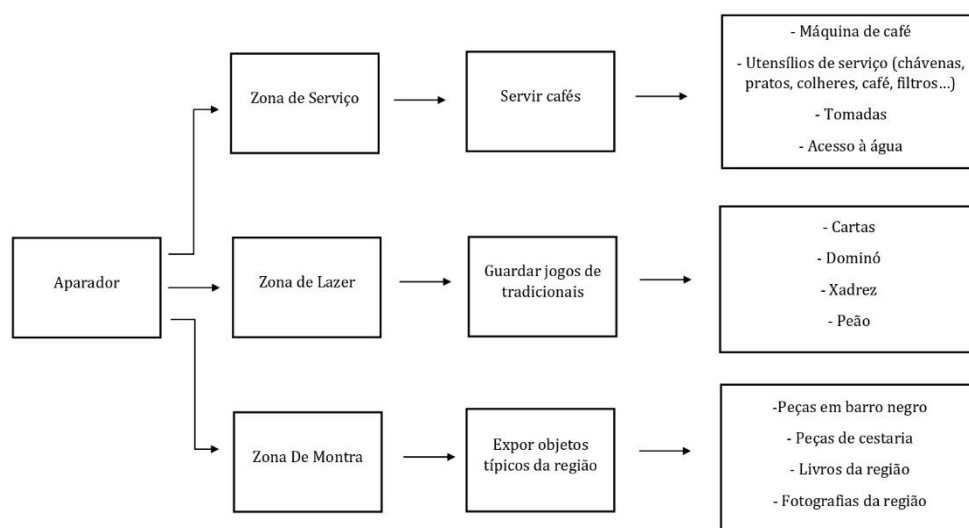 Aparador
Zona de Serviço
Servir cafés
- Máquina de café
- Utensílios de serviço (chávenas,
pratos, colheres, café, filtros...)
- Tomadas
- Acesso à água
Zona de Lazer
Guardar jogos de
tradicionais
- Cartas
- Dominó
- Xadrez
- Peão
Zona De Montra
Expor objetos
típicos da região
-Peças em barro negro
- Peças de cestaria
- Livros da região
- Fotografias da região